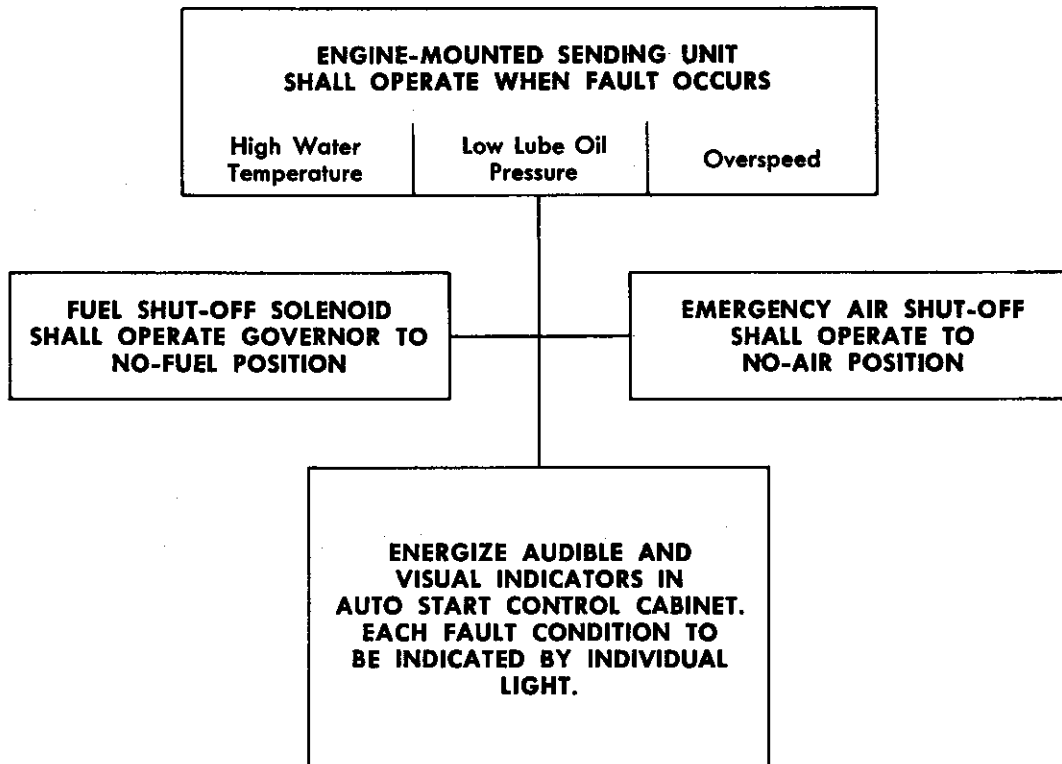 ENGINE-MOUNTED SENDING UNIT
SHALL OPERATE WHEN FAULT OCCURS
High Water
Temperature
Low Lube Oil
Pressure
Overspeed
FUEL SHUT-OFF SOLENOID
SHALL OPERATE GOVERNOR TO
NO-FUEL POSITION
EMERGENCY AIR SHUT-OFF
SHALL OPERATE TO
NO-AIR POSITION
ENERGIZE AUDIBLE AND
VISUAL INDICATORS IN
AUTO START CONTROL CABINET.
EACH FAULT CONDITION TO
BE INDICATED BY INDIVIDUAL
LIGHT.